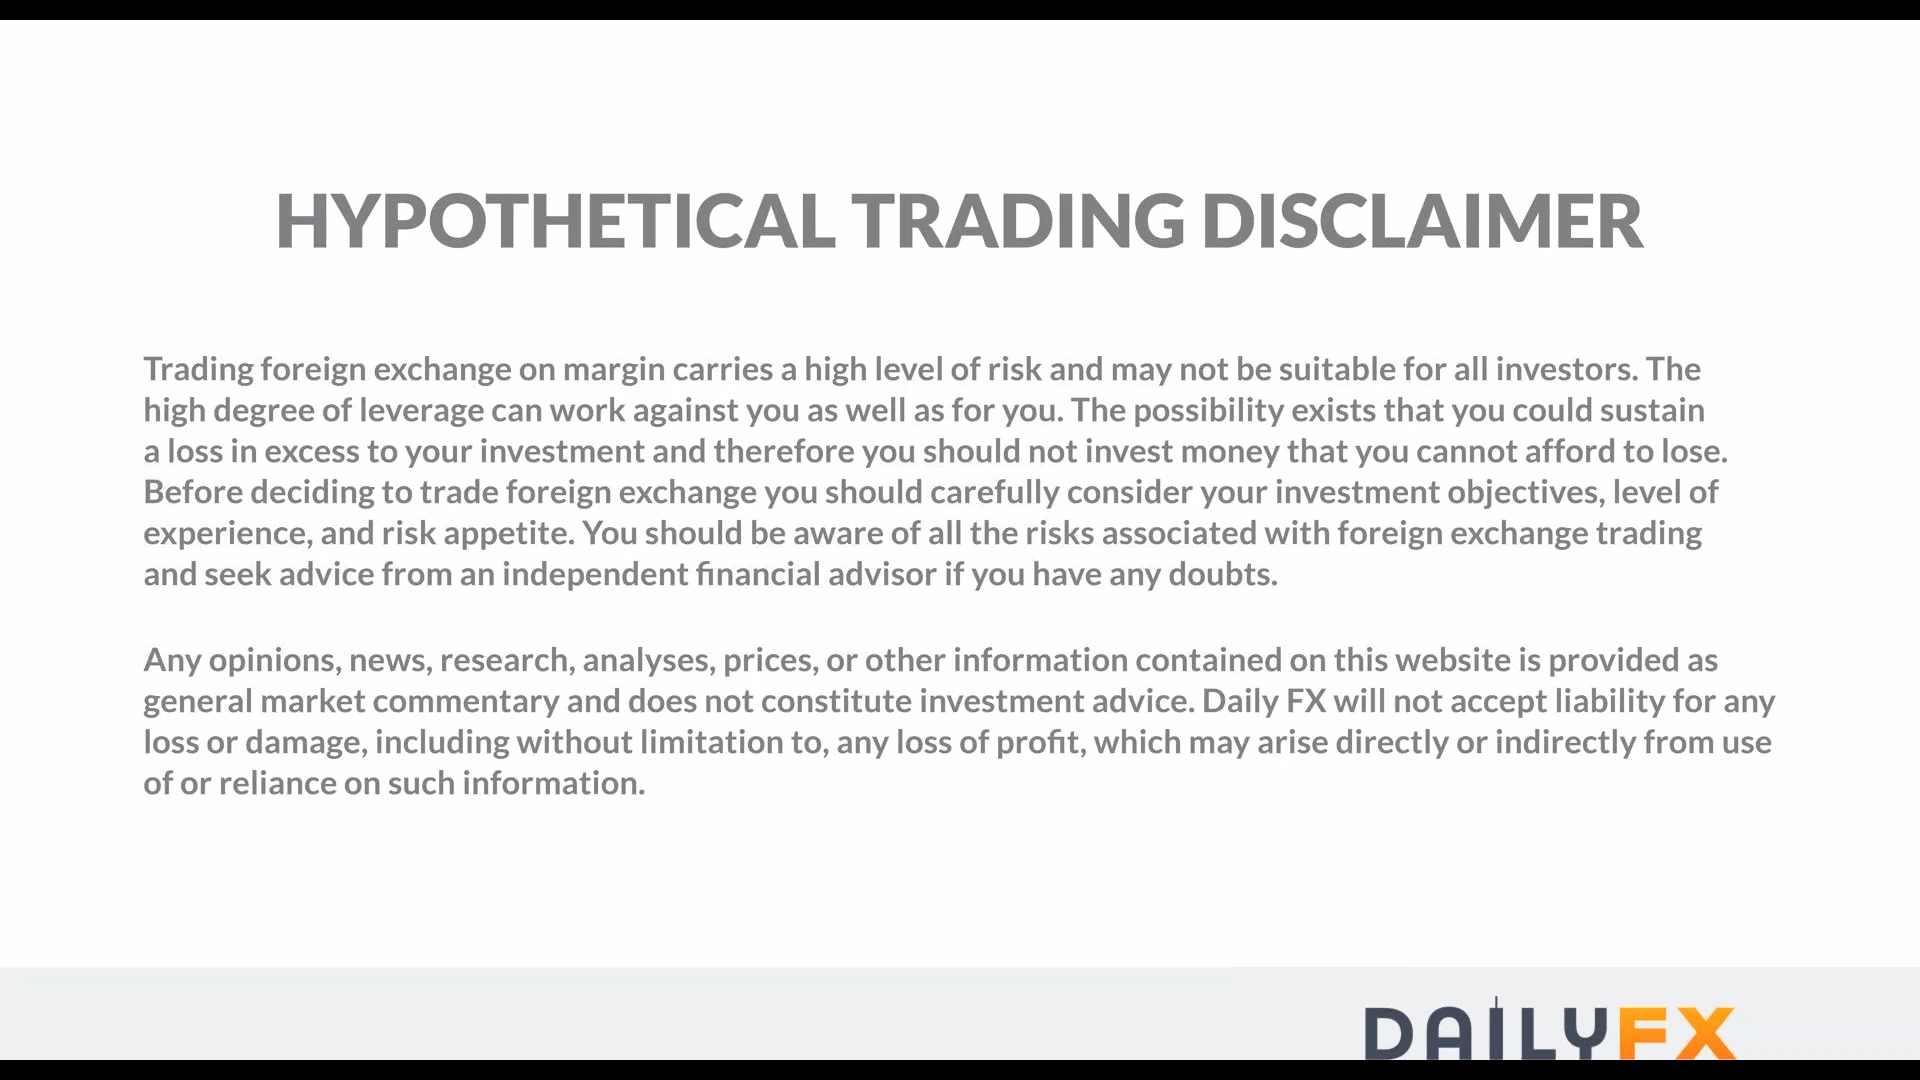 HYPOTHETICAL TRADING DISCLAIMER
Trading foreign exchange on margin carries a high level of risk and may not be suitable for all investors. The
high degree of leverage can work against you as well as for you. The possibility exists that you could sustain
a loss in excess to your investment and therefore you should not invest money that you cannot afford to lose.
Before deciding to trade foreign exchange you should carefully consider your investment objectives, level of
experience, and risk appetite. You should be aware of all the risks associated with foreign exchange trading
and seek advice from an independent financial advisor if you have any doubts.
Any opinions, news, research, analyses, prices, or other information contained on this website is provided as
general market commentary and does not constitute investment advice. Daily FX will not accept liability for any
loss or damage, including without limitation to, any loss of profit, which may arise directly or indirectly from use
of or reliance on such information.
DAILYFX